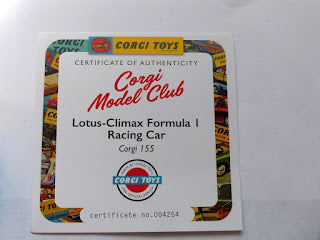 CORGI TOYS
CERTIFICATE OF AUTHENTICITY
Corgi
Model Club
Lotus-Climax Formula 1
Racing Car
Corgi 155
CORGI TOYS
certificate no.004254